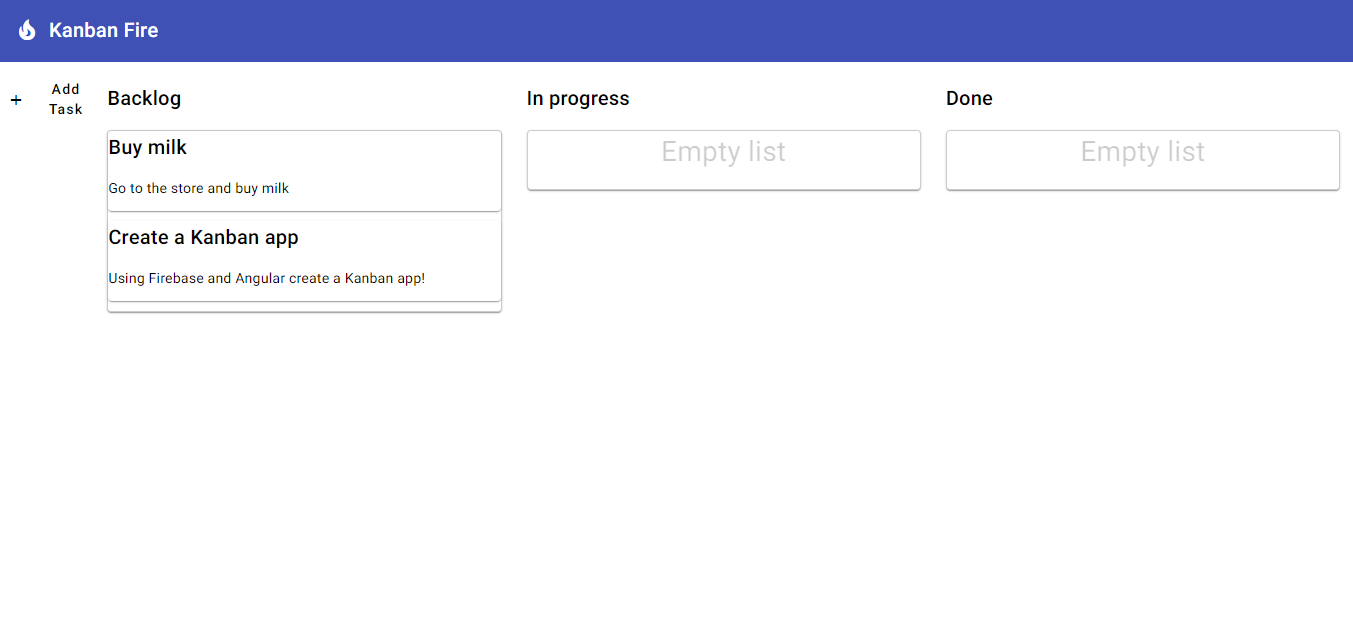 Kanban Fire
+ Add
Task
Backlog
Buy milk
Go to the store and buy milk
Create a Kanban app
Using Firebase and Angular create a Kanban app!
In progress
Empty list
Done
Empty list